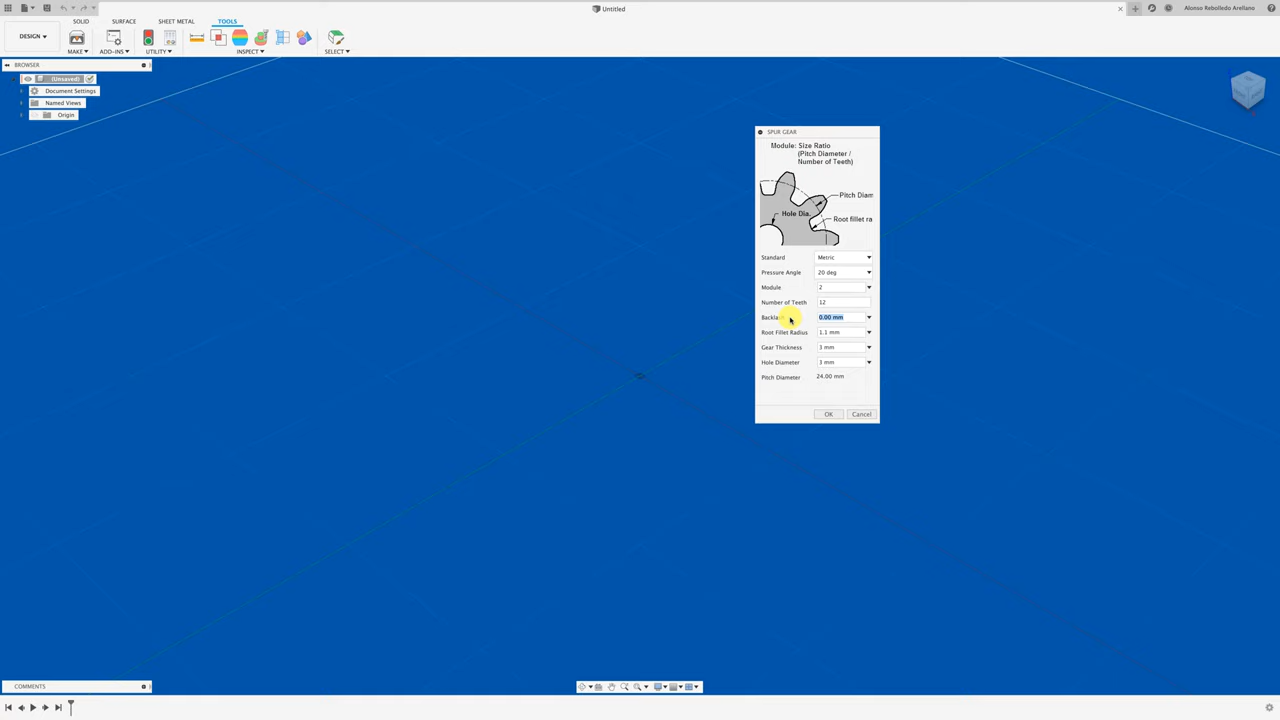 Untitled
Alonso Rebolledo Arellano
SOLID SURFACE SHEET METAL TOOLS
DESIGN
MAKE ADD-INS UTILITY INSPECT SELECT
BROWSER
(Unsaved)
Document Settings
Named Views
Origin
SPUR GEAR
Module: Size Ratio
(Pitch Diameter /
Number of Teeth)
Pitch Diam
Hole Dia.
Root fillet ra
Standard Metric
Pressure Angle 20 deg
Module 2
Number of Teeth 12
0.00 mm
Root Fillet Radius 1.1 mm
Gear Thickness 3 mm
Hole Diameter 3 mm
Pitch Diameter 24.00 mm
OK Cancel
COMMENTS